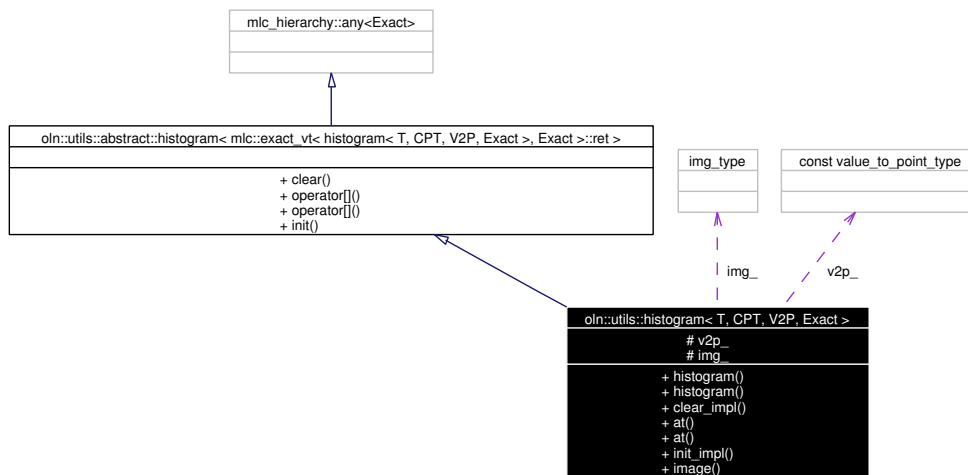 mlc_hierarchy::any<Exact>
oln::utils::abstract::histogram< mlc::exact_vt< histogram< T, CPT, V2P, Exact >, Exact >::ret >
+ clear()
+ operator[]()
+ operator[]()
+ init()
img_type
const value_to_point_type
img_
v2p_
oln::utils::histogram< T, CPT, V2P, Exact >
# v2p_
# img_
+ histogram()
+ histogram()
+ clear_impl()
+ at()
+ at()
+ init_impl()
+ image()